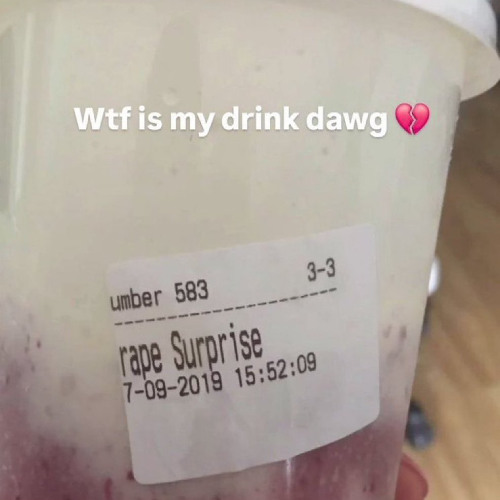 Wtf is my drink dawg 💔
umber 583 3-3
rape Surprise
7-09-2019 15:52:09